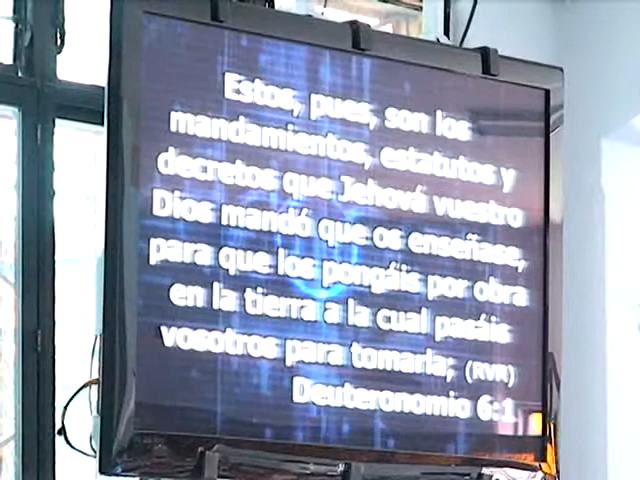 Estos, pues, son los
mandamientos, estatutos y
decretos que Jehová vuestro
Dios mandó que os enseñase,
para que los pongáis por obra
en la tierra a la cual pasáis
vosotros para tomarla; (RVR)
Deuteronomio 6:1